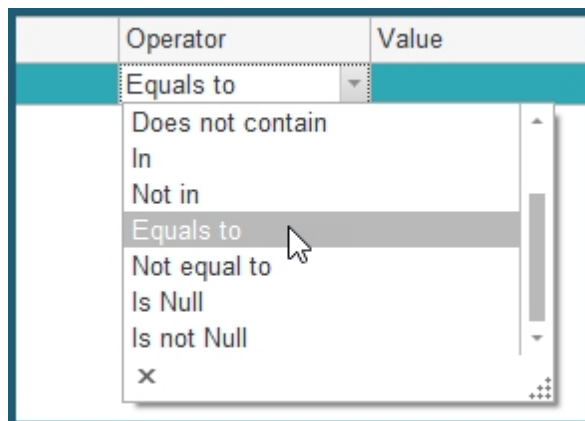 Operator Value
Equals to
Does not contain
In
Not in
Equals to
Not equal to
Is Null
Is not Null